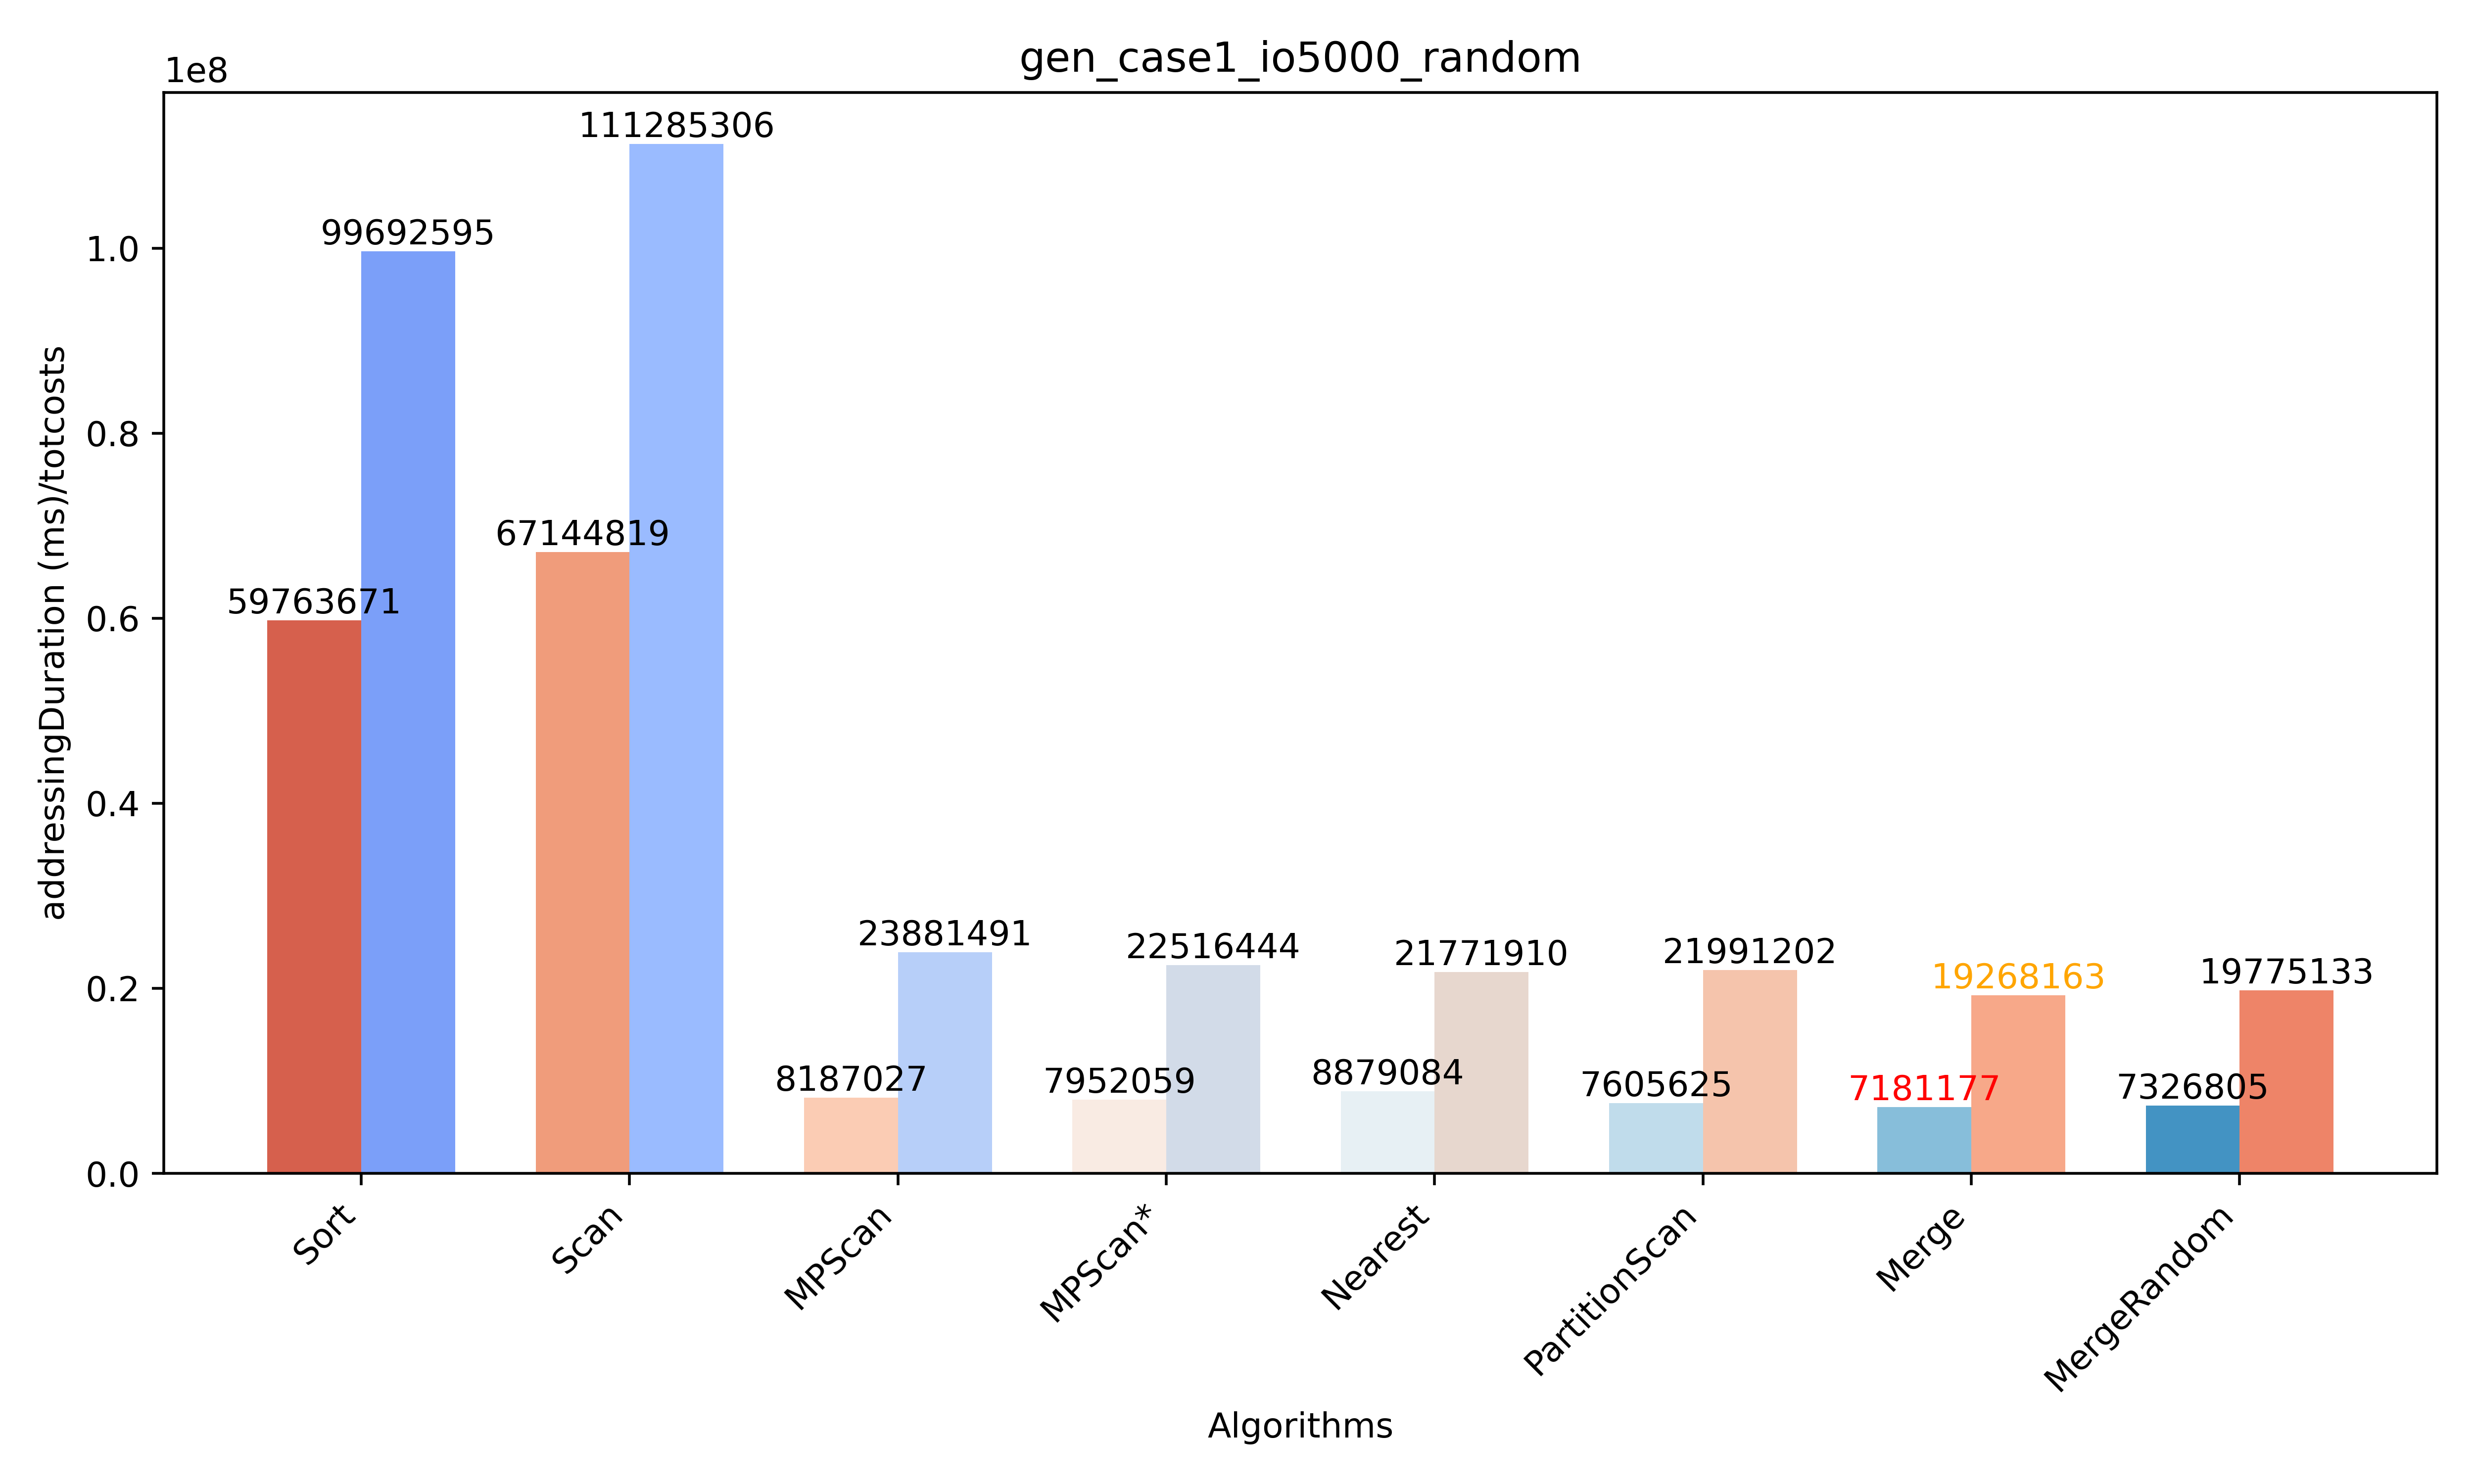 gen_case1_io5000_random
1e8
addressingDuration (ms)/totcosts
1.0
0.8
0.6
0.4
0.2
0.0
59763671
99692595
67144819
111285306
8187027
23881491
7952059
22516444
8879084
21771910
7605625
21991202
7181177
19268163
7326805
19775133
Sort
Scan
MPScan
MPScan*
Nearest
PartitionScan
Merge
MergeRandom
Algorithms